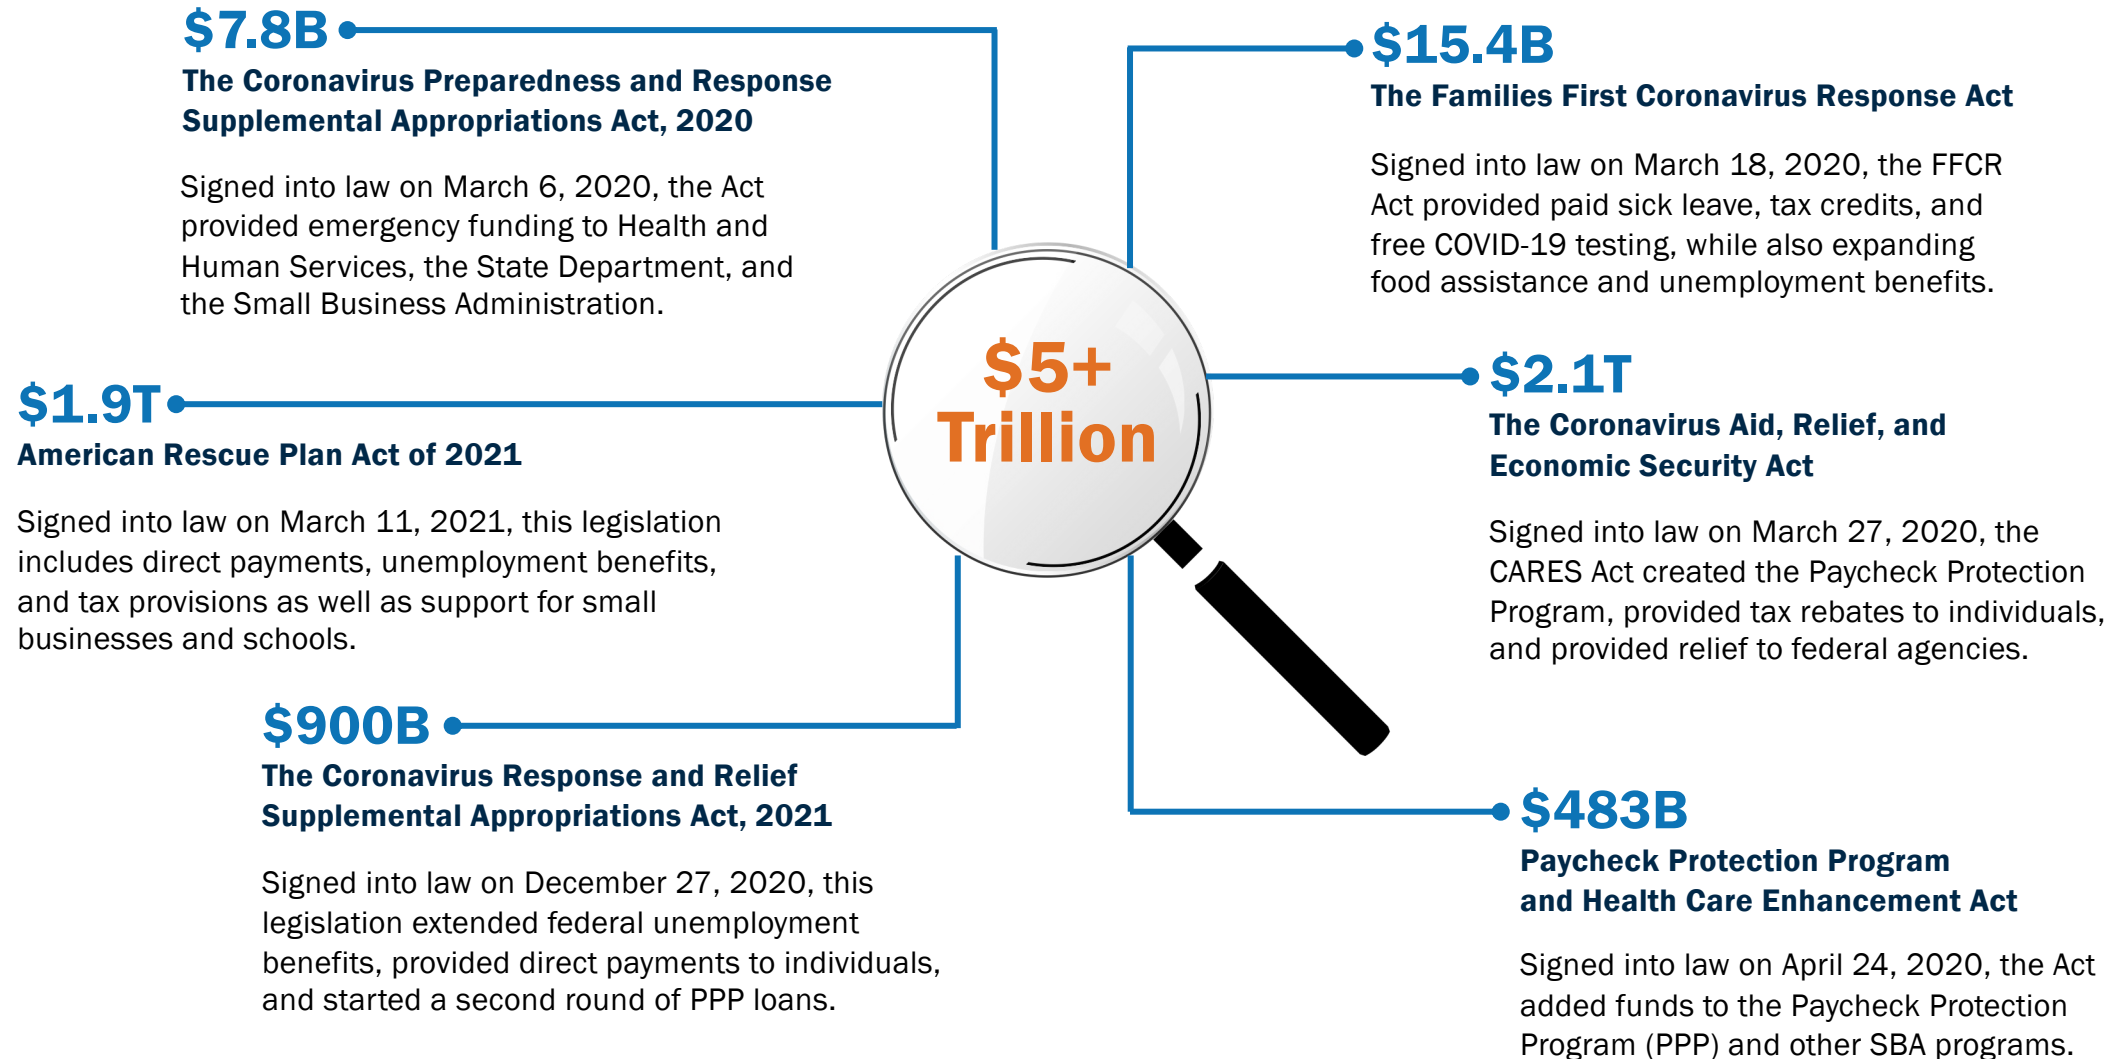 $7.8B
The Coronavirus Preparedness and Response
Supplemental Appropriations Act, 2020
Signed into law on March 6, 2020, the Act
provided emergency funding to Health and
Human Services, the State Department, and
the Small Business Administration.
$15.4B
The Families First Coronavirus Response Act
Signed into law on March 18, 2020, the FFCR
Act provided paid sick leave, tax credits, and
free COVID-19 testing, while also expanding
food assistance and unemployment benefits.
$5+
Trillion
$1.9T
American Rescue Plan Act of 2021
Signed into law on March 11, 2021, this legislation
includes direct payments, unemployment benefits,
and tax provisions as well as support for small
businesses and schools.
$2.1T
The Coronavirus Aid, Relief, and
Economic Security Act
Signed into law on March 27, 2020, the
CARES Act created the Paycheck Protection
Program, provided tax rebates to individuals,
and provided relief to federal agencies.
$900B
The Coronavirus Response and Relief
Supplemental Appropriations Act, 2021
Signed into law on December 27, 2020, this
legislation extended federal unemployment
benefits, provided direct payments to individuals,
and started a second round of PPP loans.
$483B
Paycheck Protection Program
and Health Care Enhancement Act
Signed into law on April 24, 2020, the Act
added funds to the Paycheck Protection
Program (PPP) and other SBA programs.